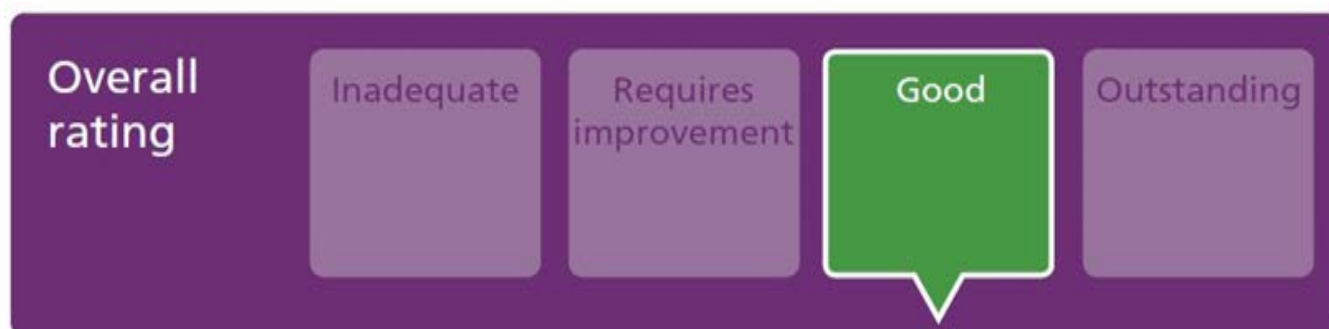 Overall
rating
Inadequate
Requires
improvement
Good
Outstanding